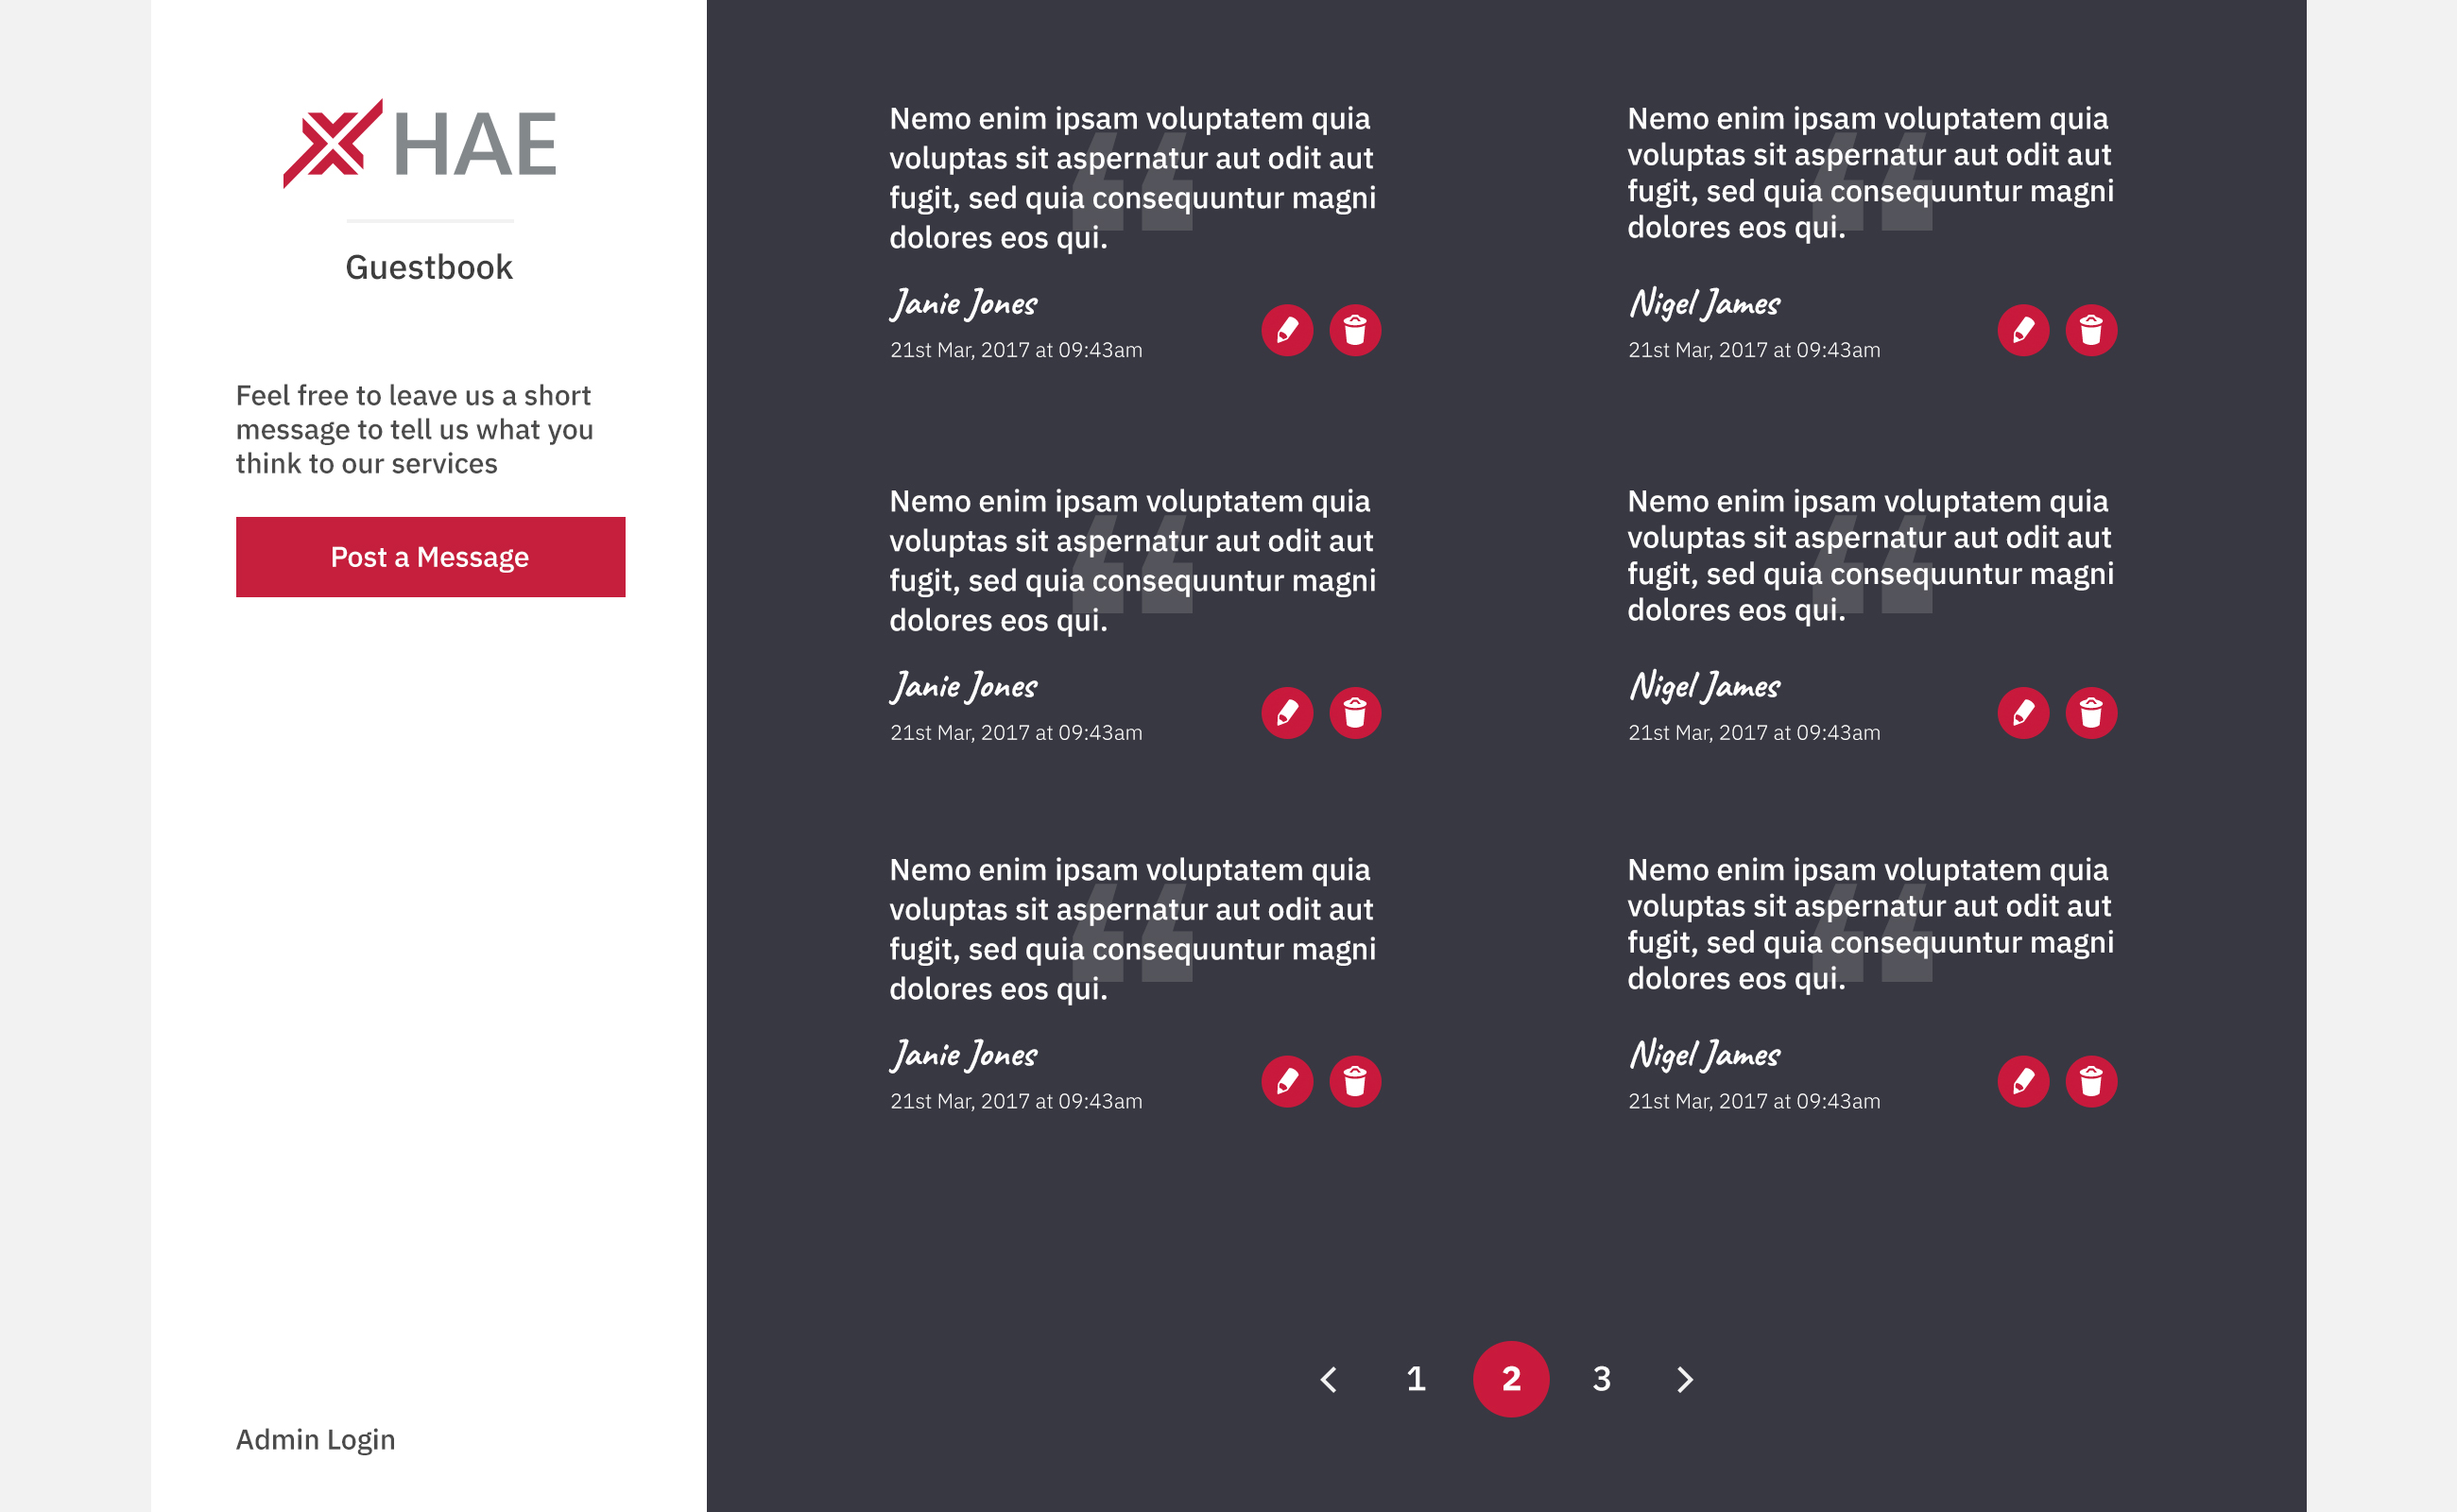 HAE
Guestbook
Feel free to leave us a short
message to tell us what you
think to our services
Post a Message
Admin Login
Nemo enim ipsam voluptatem quia
voluptas sit aspernatur aut odit aut
fugit, sed quia consequuntur magni
dolores eos qui.
Janie Jones
21st Mar, 2017 at 09:43am
Nemo enim ipsam voluptatem quia
voluptas sit aspernatur aut odit aut
fugit, sed quia consequuntur magni
dolores eos qui.
Nigel James
21st Mar, 2017 at 09:43am
Nemo enim ipsam voluptatem quia
voluptas sit aspernatur aut odit aut
fugit, sed quia consequuntur magni
dolores eos qui.
Janie Jones
21st Mar, 2017 at 09:43am
Nemo enim ipsam voluptatem quia
voluptas sit aspernatur aut odit aut
fugit, sed quia consequuntur magni
dolores eos qui.
Nigel James
21st Mar, 2017 at 09:43am
Nemo enim ipsam voluptatem quia
voluptas sit aspernatur aut odit aut
fugit, sed quia consequuntur magni
dolores eos qui.
Janie Jones
21st Mar, 2017 at 09:43am
Nemo enim ipsam voluptatem quia
voluptas sit aspernatur aut odit aut
fugit, sed quia consequuntur magni
dolores eos qui.
Nigel James
21st Mar, 2017 at 09:43am
1 2 3